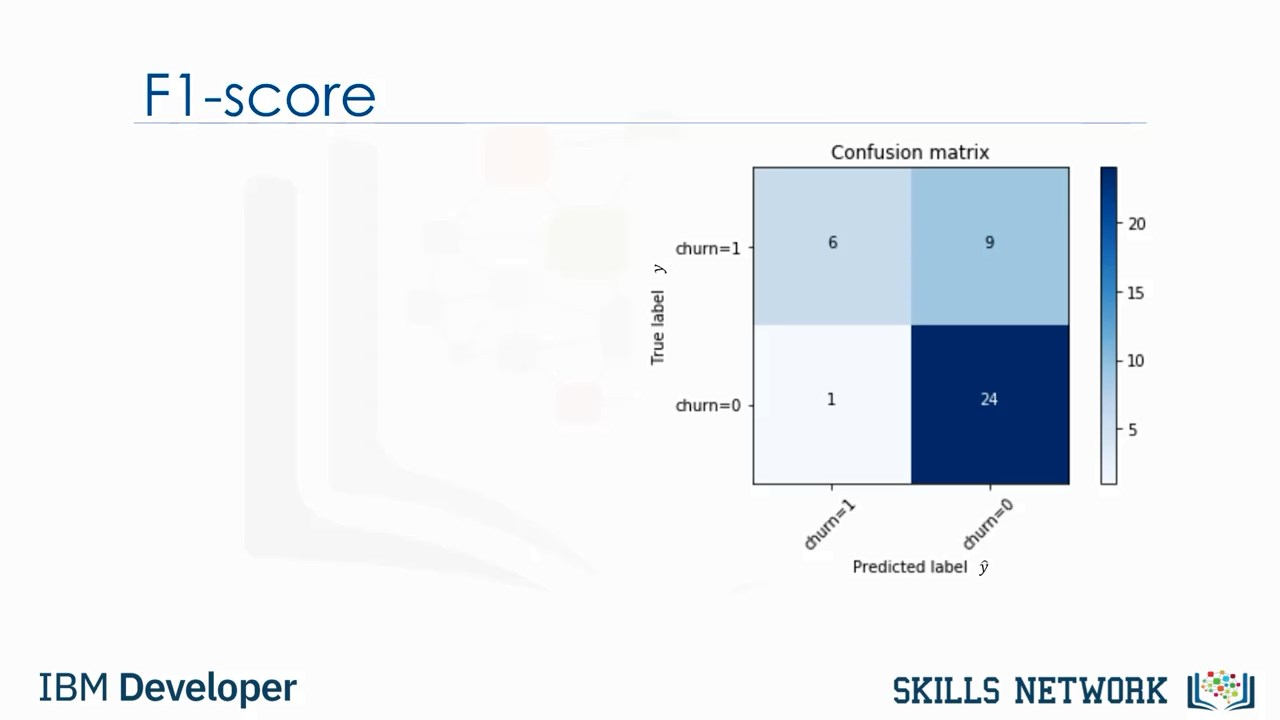 F1-score
Confusion matrix
churn=1
6
9
churn=0
1
24
True label y
churn=1
churn=0
Predicted label ŷ
20
15
10
5
IBM Developer
SKILLS NETWORK